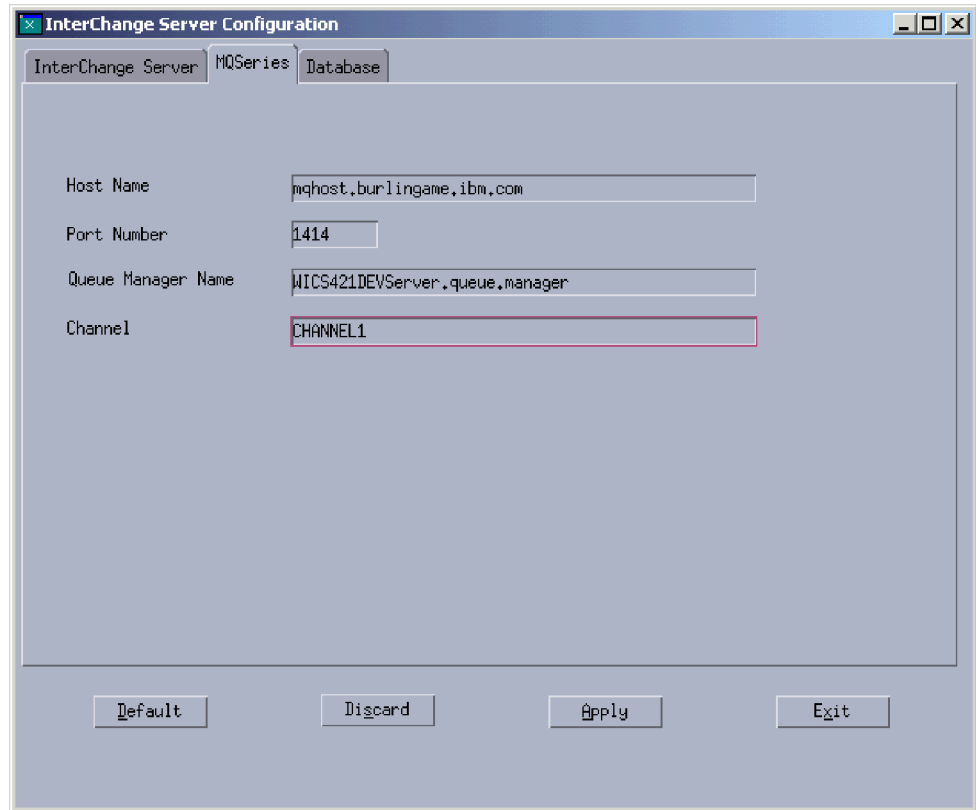 InterChange Server Configuration
InterChange Server MQSeries Database
Host Name mqhost.burlingame.ibm.com
Port Number 1414
Queue Manager Name WICS421DEVServer.queue.manager
Channel CHANNEL1
Default Discard Apply Exit